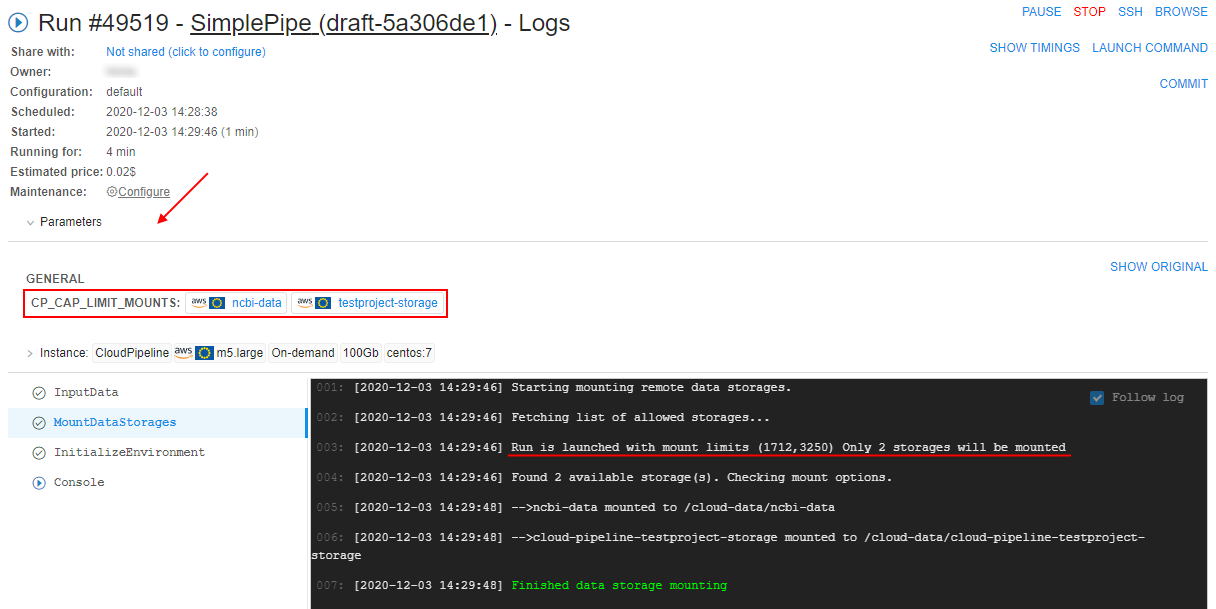 Run #49519 - SimplePipe (draft-5a306de1) - Logs
PAUSE STOP SSH BROWSE
Share with: Not shared (click to configure)
SHOW TIMINGS LAUNCH COMMAND
Owner:
Configuration: default
COMMIT
Scheduled: 2020-12-03 14:28:38
Started: 2020-12-03 14:29:46 (1 min)
Running for: 4 min
Estimated price: 0.02$
Maintenance: Configure
Parameters
SHOW ORIGINAL
GENERAL
CP_CAP_LIMIT_MOUNTS: aws ncbi-data aws testproject-storage
Instance: CloudPipeline aws m5.large On-demand 100Gb centos:7
InputData
MountDataStorages
InitializeEnvironment
Console
Follow log
001: [2020-12-03 14:29:46] Starting mounting remote data storages.
002: [2020-12-03 14:29:46] Fetching list of allowed storages...
003: [2020-12-03 14:29:46] Run is launched with mount limits (1712,3250) Only 2 storages will be mounted
004: [2020-12-03 14:29:46] Found 2 available storage(s). Checking mount options.
005: [2020-12-03 14:29:48] -->ncbi-data mounted to /cloud-data/ncbi-data
006: [2020-12-03 14:29:48] -->cloud-pipeline-testproject-storage mounted to /cloud-data/cloud-pipeline-testproject-
storage
007: [2020-12-03 14:29:48] Finished data storage mounting